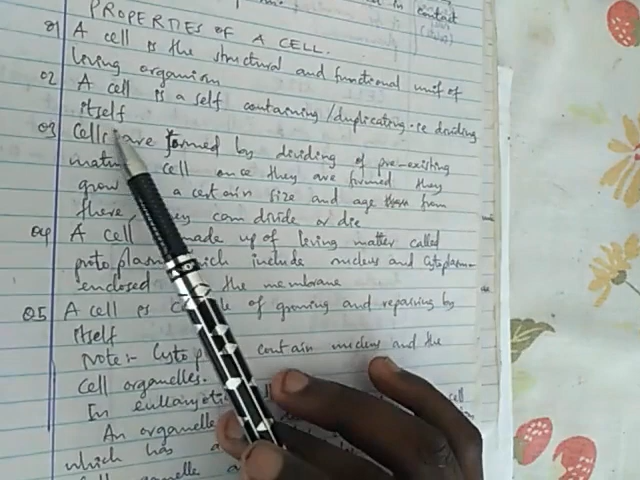 in contact
PROPERTIES OF A CELL.
01 A cell is the structural and functional unit of
living organism
02 A cell is a self containing/duplicating.ie dividing
itself
03 Cells are formed by dividing of pre-existing
cell once they are formed they
grow a certain size and age from
there, they can divide or die
04 A cell made up of living matter called
protoplasm which include nucleus and Cytoplasm
enclosed the membrane
05 A cell is of growing and repairing by
itself
Note:- contain nucleus and the
cell organelles.
In cell
An organelle
which has a